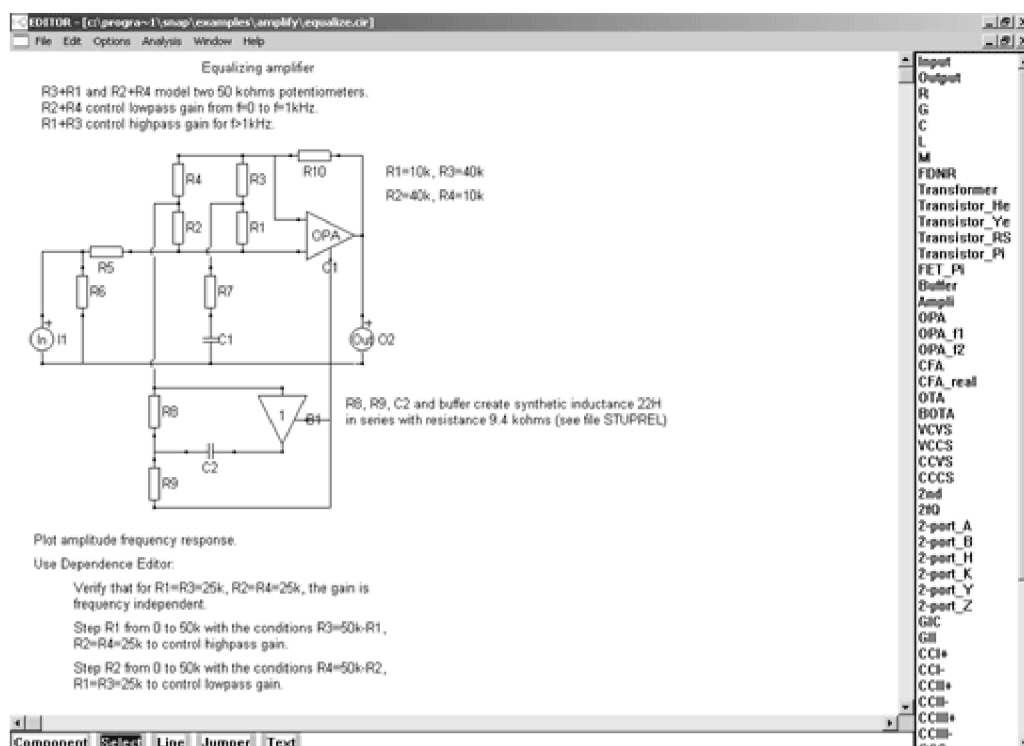 EDITOR - [c:\progra~1\snap\examples\amplify\equalize.cir]
File Edit Options Analysis Window Help
Equalizing amplifier
R3+R1 and R2+R4 model two 50 kohms potentiometers.
R2+R4 control lowpass gain from f=0 to f=1kHz.
R1+R3 control highpass gain for f>1kHz.
R4
R3
R10
R1=10k, R3=40k
R2=40k, R4=10k
R2
R1
OPA
C1
R5
R6
R7
In
I1
C1
Out
O2
R8
1
B1
R8, R9, C2 and buffer create synthetic inductance 22H
in series with resistance 9.4 kohms (see file STUPREL)
C2
R9
Plot amplitude frequency response.
Use Dependence Editor:
Verify that for R1=R3=25k, R2=R4=25k, the gain is
frequency independent.
Step R1 from 0 to 50k with the conditions R3=50k-R1,
R2=R4=25k to control highpass gain.
Step R2 from 0 to 50k with the conditions R4=50k-R2,
R1=R3=25k to control lowpass gain.
Input
Output
R
G
C
L
M
FDNR
Transformer
Transistor_He
Transistor_Ye
Transistor_RS
Transistor_Pi
FET_Pi
Buffer
Ampli
OPA
OPA_f1
OPA_f2
CFA
CFA_real
OTA
BOTA
VCVS
VCCS
CCVS
CCCS
2nd
2f0
2-port_A
2-port_B
2-port_H
2-port_K
2-port_Y
2-port_Z
GIC
GII
CCI+
CCI-
CCII+
CCII-
CCIII+
CCIII-
Component Select Line Jumper Text